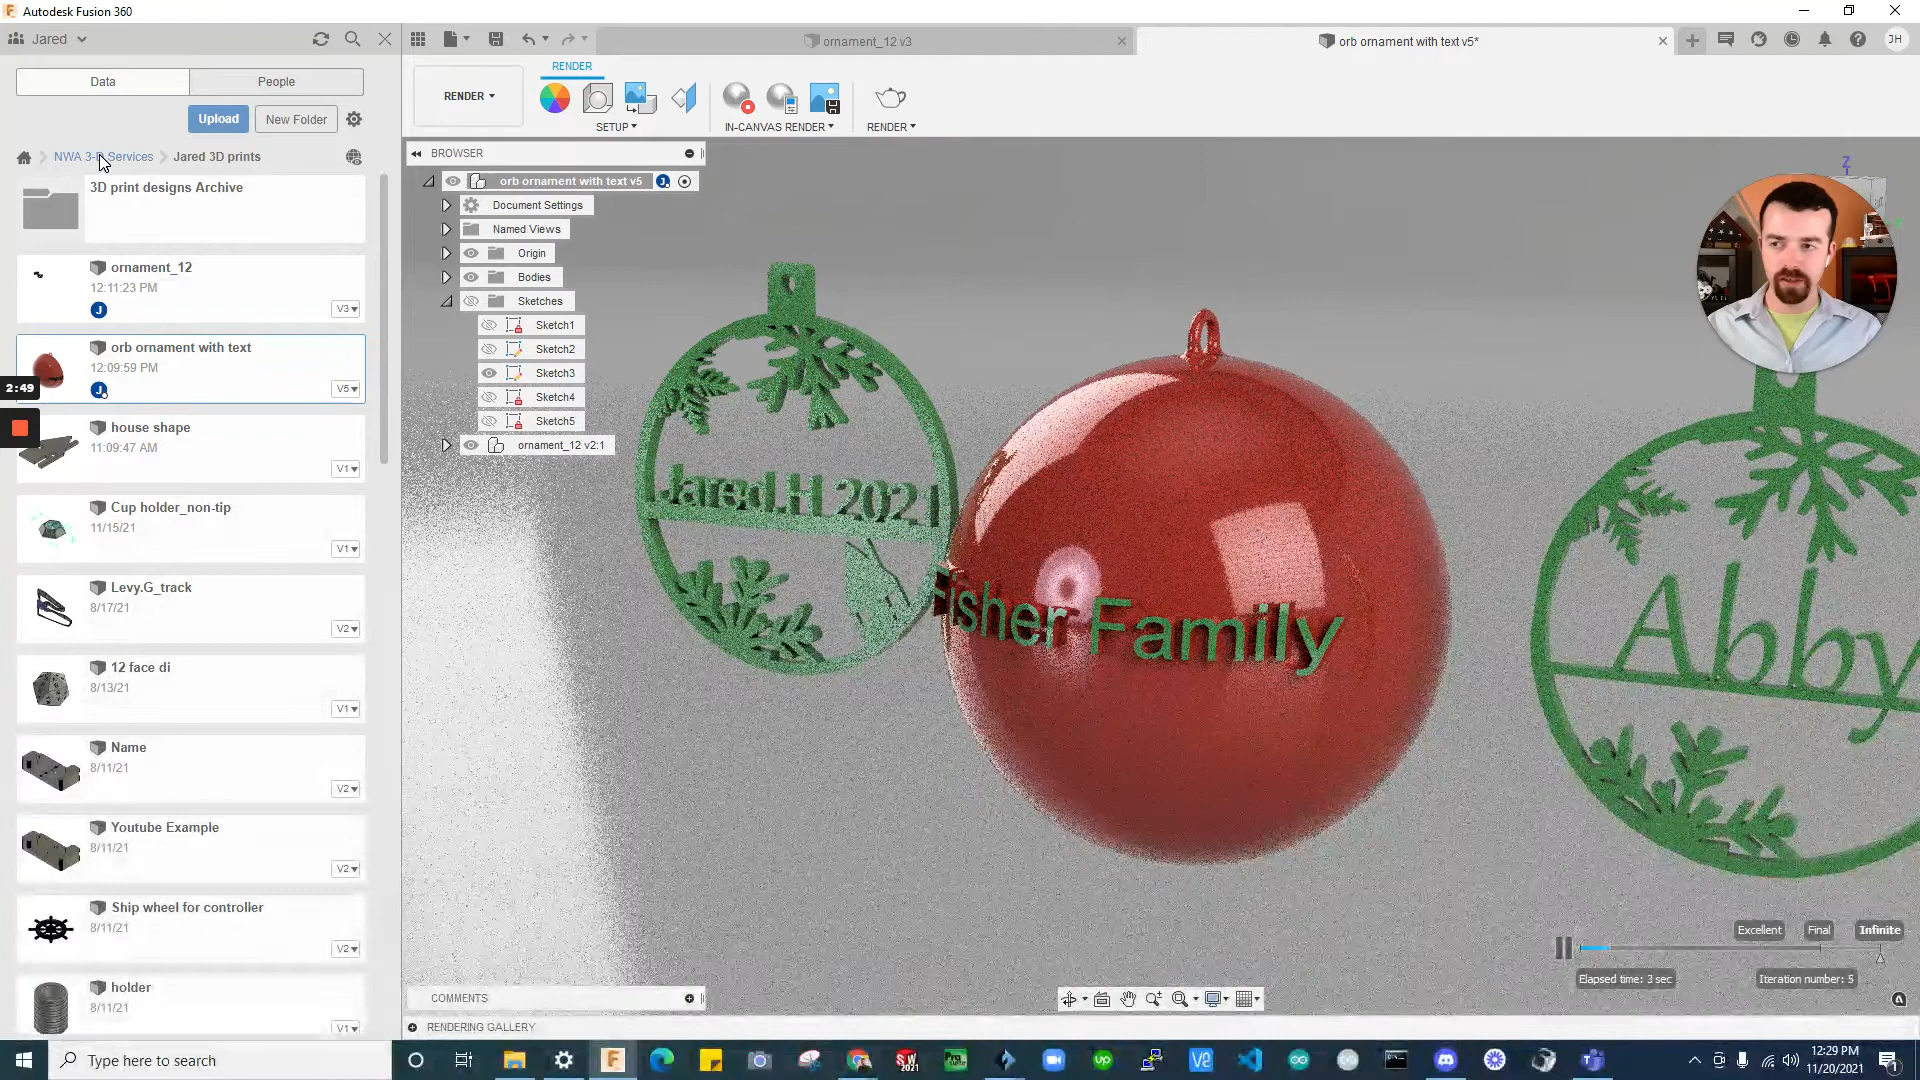 Autodesk Fusion 360
Jared
Data
People
Upload
New Folder
NWA 3-D Services
Jared 3D prints
3D print designs Archive
ornament_12
12:11:23 PM
J
V3
orb ornament with text
12:09:59 PM
J
V5
2:49
house shape
11:09:47 AM
V1
Cup holder_non-tip
11/15/21
V1
Levy.G_track
8/17/21
V2
12 face di
8/13/21
V1
Name
8/11/21
V2
Youtube Example
8/11/21
V2
Ship wheel for controller
8/11/21
V2
holder
8/11/21
V1
ornament_12 v3
orb ornament with text v5*
JH
RENDER
RENDER
SETUP
IN-CANVAS RENDER
RENDER
BROWSER
orb ornament with text v5
Document Settings
Named Views
Origin
Bodies
Sketches
Sketch1
Sketch2
Sketch3
Sketch4
Sketch5
ornament_12 v2:1
Z
Jared.H 2021
Fisher Family
Abby
Excellent
Final
Infinite
Elapsed time: 3 sec
Iteration number: 5
COMMENTS
RENDERING GALLERY
Type here to search
12:29 PM
11/20/2021